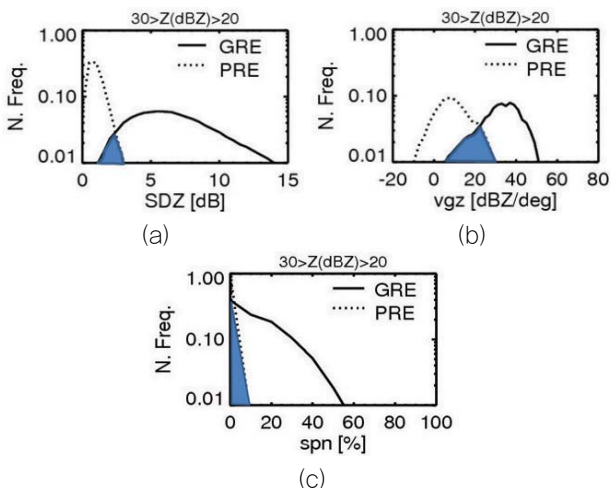 30>Z(dBZ)>20
N. Freq.
1.00
0.10
0.01
GRE
PRE
0 5 10 15
SDZ [dB]
(a)
30>Z(dBZ)>20
N. Freq.
1.00
0.10
0.01
GRE
PRE
-20 0 20 40 60 80
vgz [dBZ/deg]
(b)
30>Z(dBZ)>20
N. Freq.
1.00
0.10
0.01
GRE
PRE
0 20 40 60 80 100
spn [%]
(c)